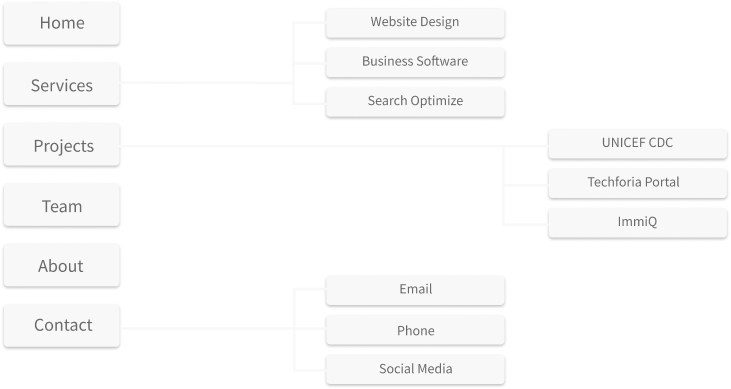 Home
Services
Website Design
Business Software
Search Optimize
Projects
UNICEF CDC
Techforia Portal
ImmiQ
Team
About
Contact
Email
Phone
Social Media